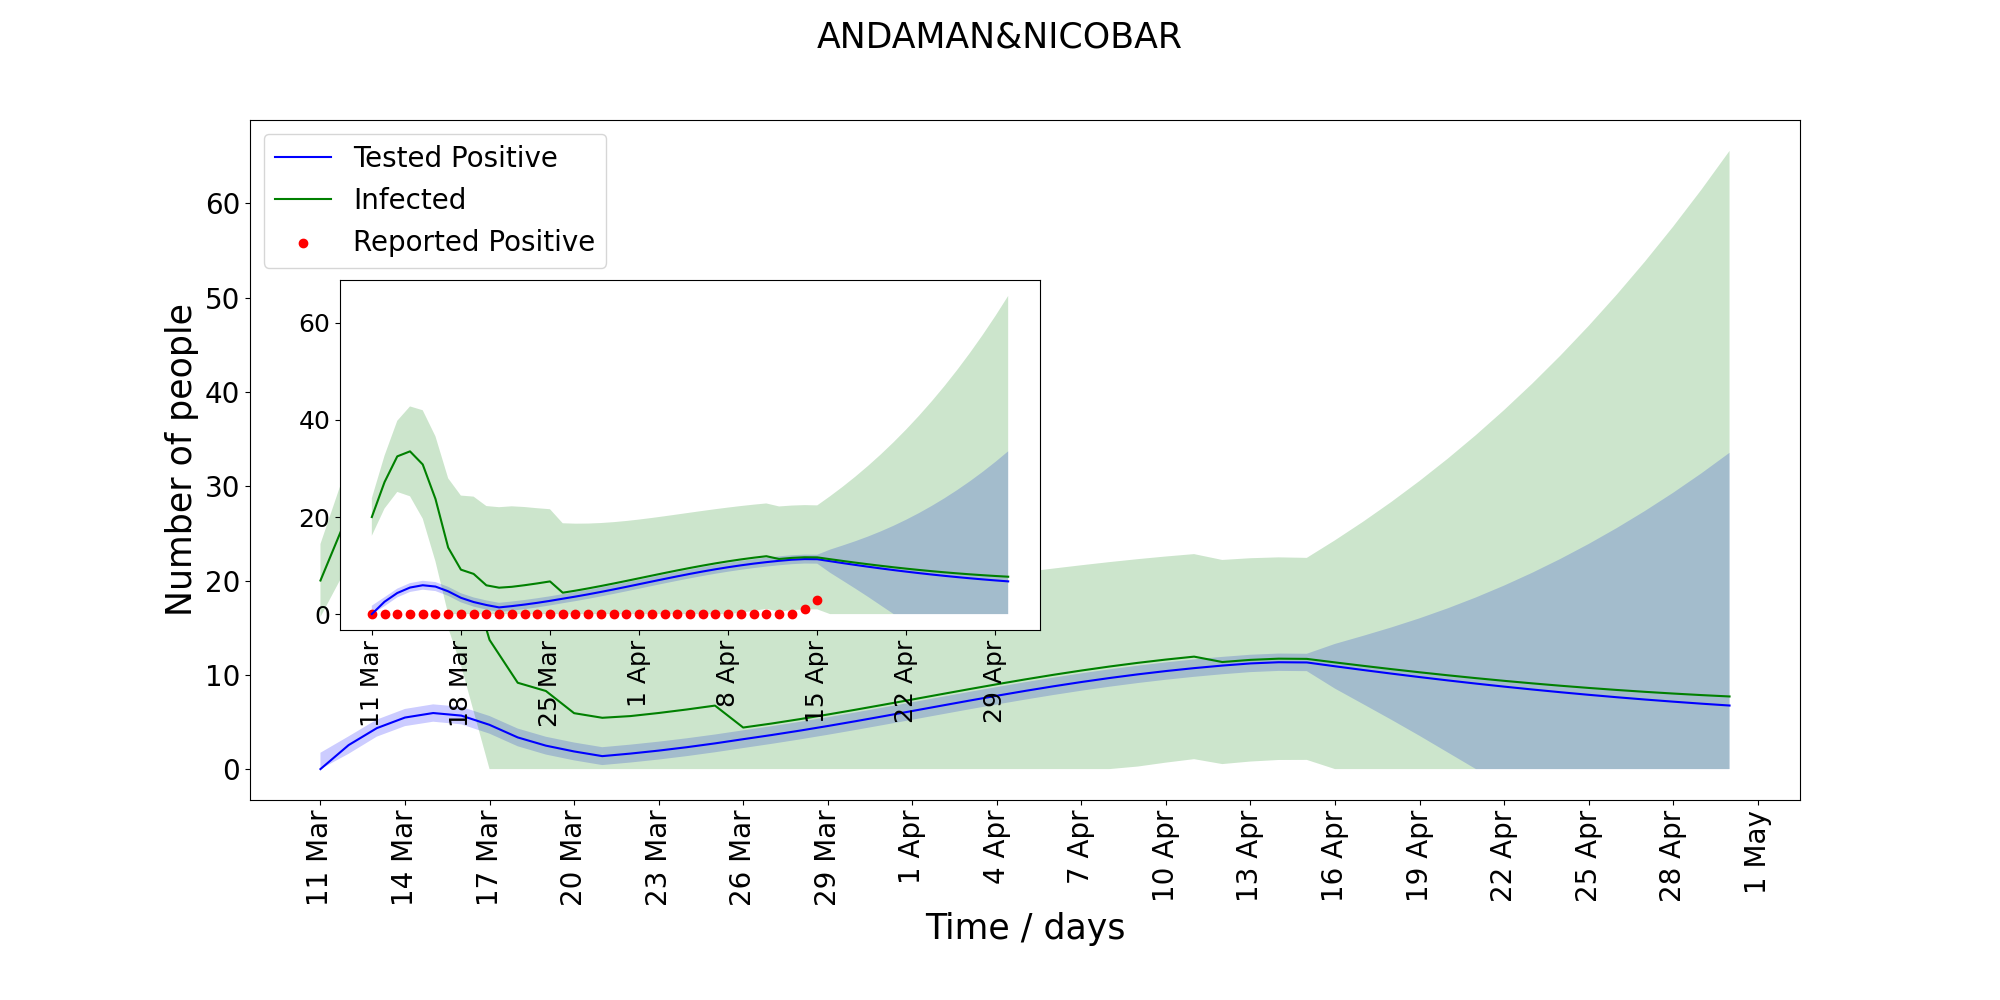 ANDAMAN&NICOBAR
Tested Positive
Infected
Reported Positive
Number of people
60
50
40
30
20
10
0
60
40
20
0
11 Mar
18 Mar
25 Mar
1 Apr
8 Apr
15 Apr
22 Apr
29 Apr
11 Mar
14 Mar
17 Mar
20 Mar
23 Mar
26 Mar
29 Mar
1 Apr
4 Apr
7 Apr
10 Apr
13 Apr
16 Apr
19 Apr
22 Apr
25 Apr
28 Apr
1 May
Time / days